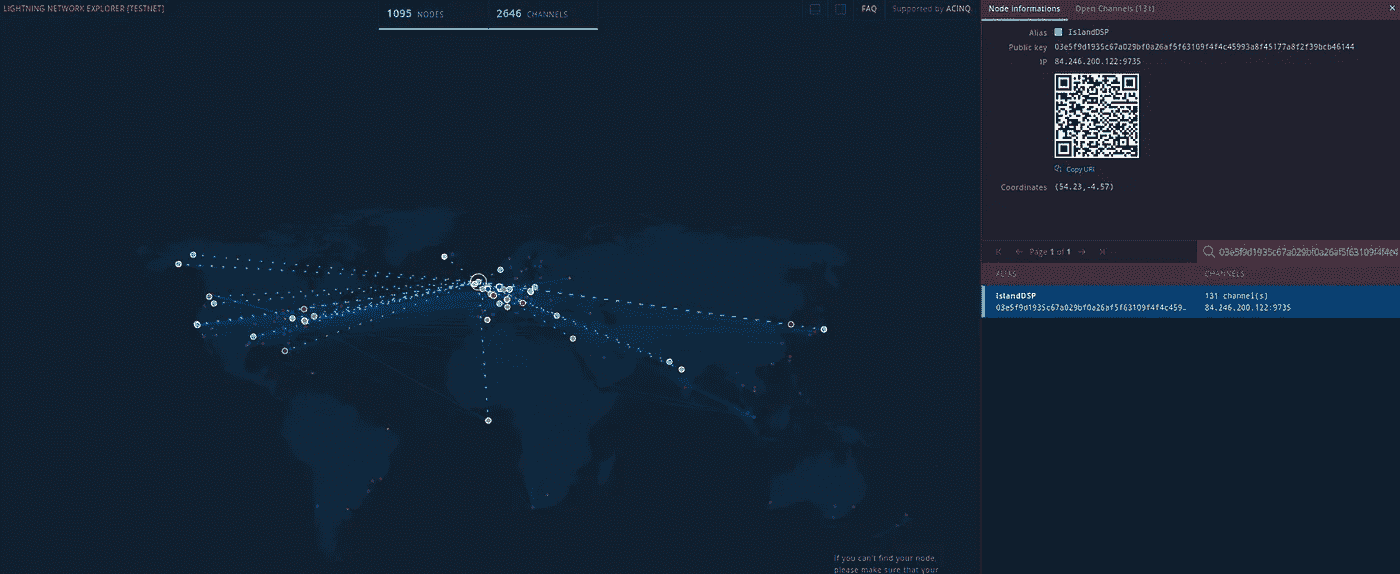 LIGHTNING NETWORK EXPLORER [TESTNET]
1095 NODES
2646 CHANNELS
FAQ
Supported by ACINQ
Node informations
Open Channels (131)
×
Alias IslandDSP
Public key 03e5f9d1935c67a029bf0a26af5f63109f4f4c45993a8f45177a8f2f39bcb46144
IP 84.246.200.122:9735
Copy URI
Coordinates (54.23,-4.57)
Page 1 of 1
03e5f9d1935c67a029bf0a26af5f63109f4f4c4
ALIAS CHANNELS
IslandDSP 131 channel(s)
03e5f9d1935c67a029bf0a26af5f63109f4f4c459… 84.246.200.122:9735
If you can't find your node,
please make sure that your